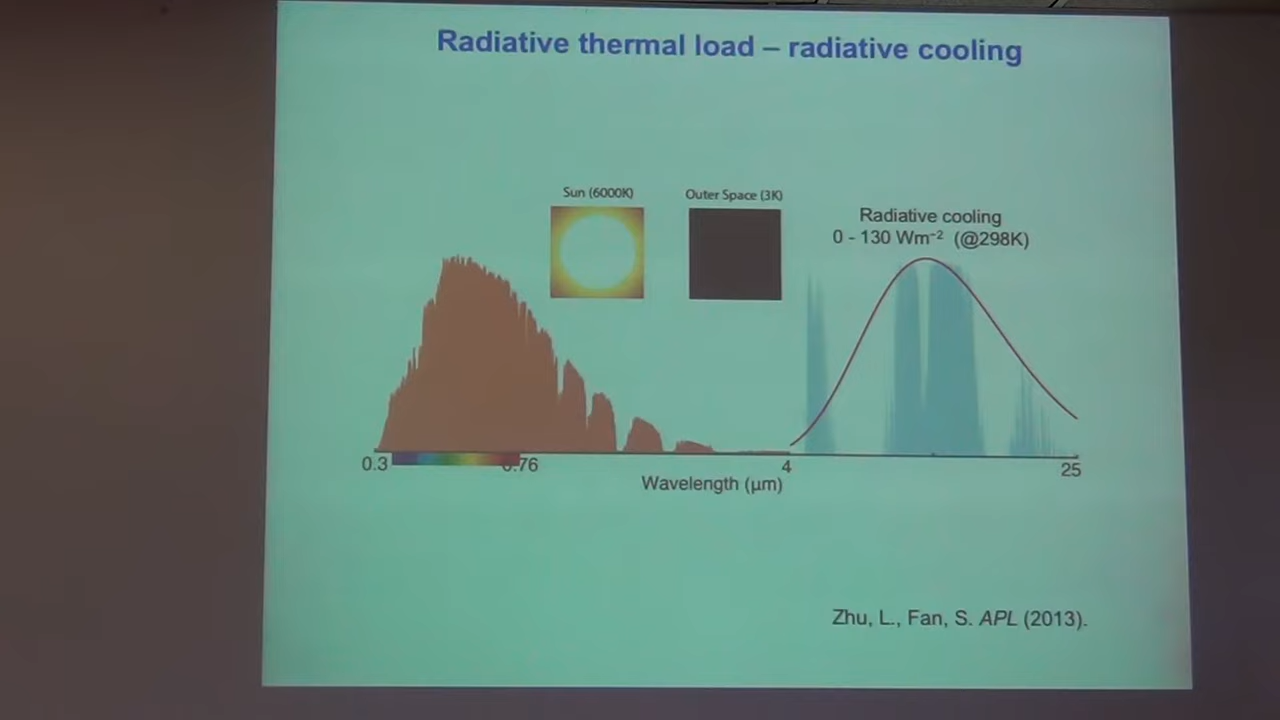 Radiative thermal load – radiative cooling
Sun (6000K)
Outer Space (3K)
Radiative cooling
0 - 130 Wm⁻² (@298K)
0.3
0.76
4
25
Wavelength (μm)
Zhu, L., Fan, S. APL (2013).